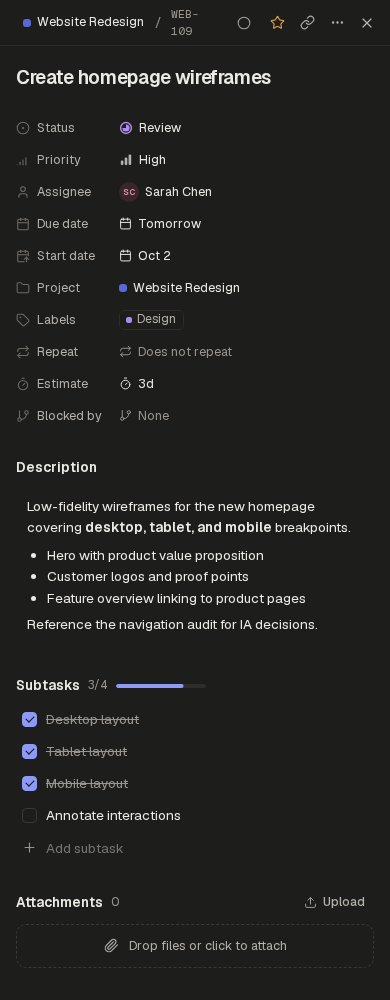 Website Redesign / WEB-
109
Create homepage wireframes
Status Review
Priority High
Assignee SC Sarah Chen
Due date Tomorrow
Start date Oct 2
Project Website Redesign
Labels Design
Repeat Does not repeat
Estimate 3d
Blocked by None
Description
Low-fidelity wireframes for the new homepage
covering desktop, tablet, and mobile breakpoints.
• Hero with product value proposition
• Customer logos and proof points
• Feature overview linking to product pages
Reference the navigation audit for IA decisions.
Subtasks 3/4
Desktop layout
Tablet layout
Mobile layout
Annotate interactions
+ Add subtask
Attachments 0 Upload
Drop files or click to attach